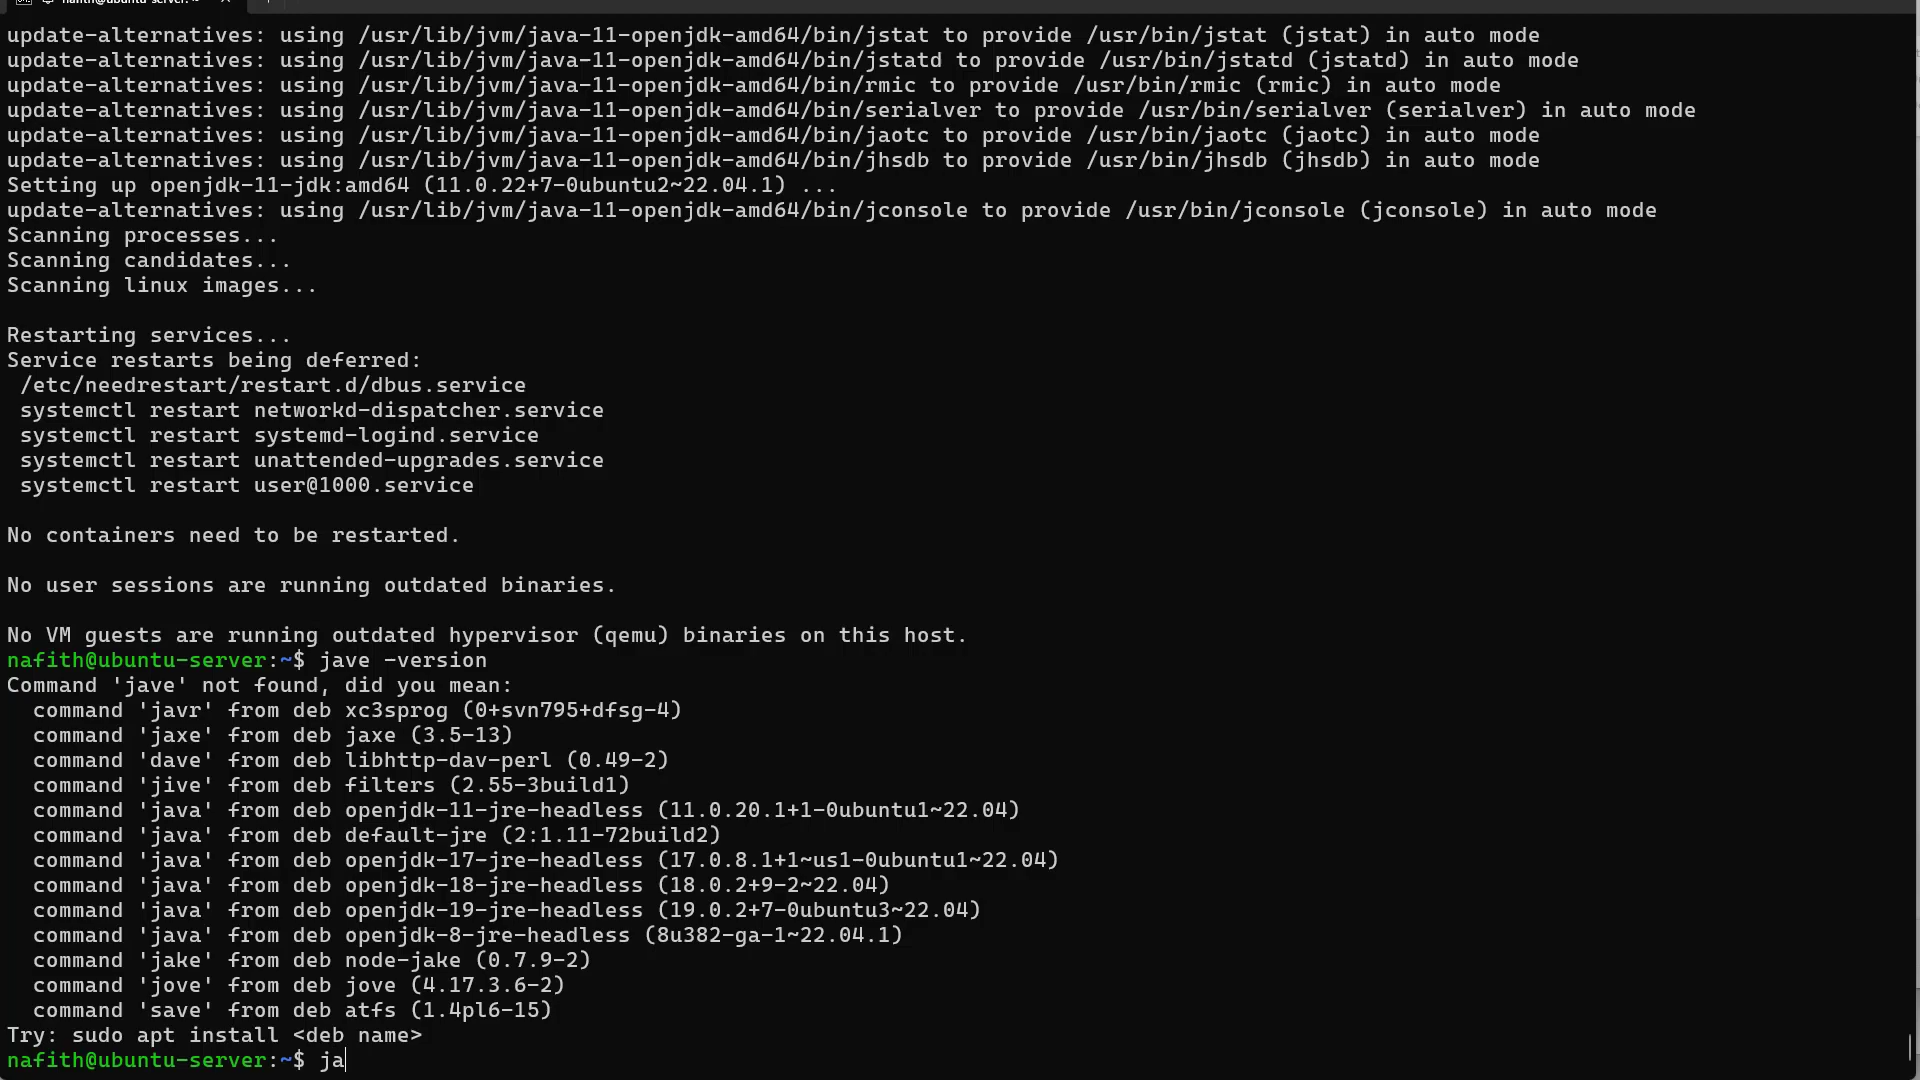 nafith@ubuntu-server: ~
update-alternatives: using /usr/lib/jvm/java-11-openjdk-amd64/bin/jstat to provide /usr/bin/jstat (jstat) in auto mode
update-alternatives: using /usr/lib/jvm/java-11-openjdk-amd64/bin/jstatd to provide /usr/bin/jstatd (jstatd) in auto mode
update-alternatives: using /usr/lib/jvm/java-11-openjdk-amd64/bin/rmic to provide /usr/bin/rmic (rmic) in auto mode
update-alternatives: using /usr/lib/jvm/java-11-openjdk-amd64/bin/serialver to provide /usr/bin/serialver (serialver) in auto mode
update-alternatives: using /usr/lib/jvm/java-11-openjdk-amd64/bin/jaotc to provide /usr/bin/jaotc (jaotc) in auto mode
update-alternatives: using /usr/lib/jvm/java-11-openjdk-amd64/bin/jhsdb to provide /usr/bin/jhsdb (jhsdb) in auto mode
Setting up openjdk-11-jdk:amd64 (11.0.22+7-0ubuntu2~22.04.1) ...
update-alternatives: using /usr/lib/jvm/java-11-openjdk-amd64/bin/jconsole to provide /usr/bin/jconsole (jconsole) in auto mode
Scanning processes...
Scanning candidates...
Scanning linux images...
Restarting services...
Service restarts being deferred:
/etc/needrestart/restart.d/dbus.service
systemctl restart networkd-dispatcher.service
systemctl restart systemd-logind.service
systemctl restart unattended-upgrades.service
systemctl restart user@1000.service
No containers need to be restarted.
No user sessions are running outdated binaries.
No VM guests are running outdated hypervisor (qemu) binaries on this host.
nafith@ubuntu-server:~$ jave -version
Command 'jave' not found, did you mean:
command 'javr' from deb xc3sprog (0+svn795+dfsg-4)
command 'jaxe' from deb jaxe (3.5-13)
command 'dave' from deb libhttp-dav-perl (0.49-2)
command 'jive' from deb filters (2.55-3build1)
command 'java' from deb openjdk-11-jre-headless (11.0.20.1+1-0ubuntu1~22.04)
command 'java' from deb default-jre (2:1.11-72build2)
command 'java' from deb openjdk-17-jre-headless (17.0.8.1+1~us1-0ubuntu1~22.04)
command 'java' from deb openjdk-18-jre-headless (18.0.2+9-2~22.04)
command 'java' from deb openjdk-19-jre-headless (19.0.2+7-0ubuntu3~22.04)
command 'java' from deb openjdk-8-jre-headless (8u382-ga-1~22.04.1)
command 'jake' from deb node-jake (0.7.9-2)
command 'jove' from deb jove (4.17.3.6-2)
command 'save' from deb atfs (1.4pl6-15)
Try: sudo apt install <deb name>
nafith@ubuntu-server:~$ ja